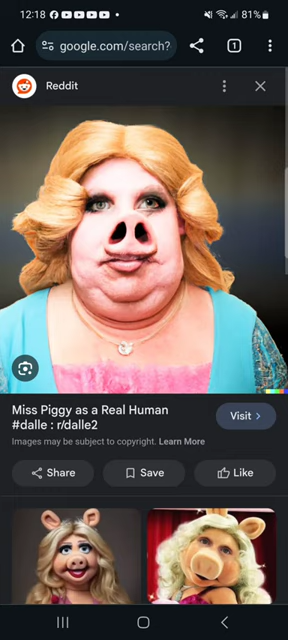 12:18
81%
google.com/search?
1
Reddit
Miss Piggy as a Real Human
#dalle : r/dalle2
Visit >
Images may be subject to copyright. Learn More
Share
Save
Like